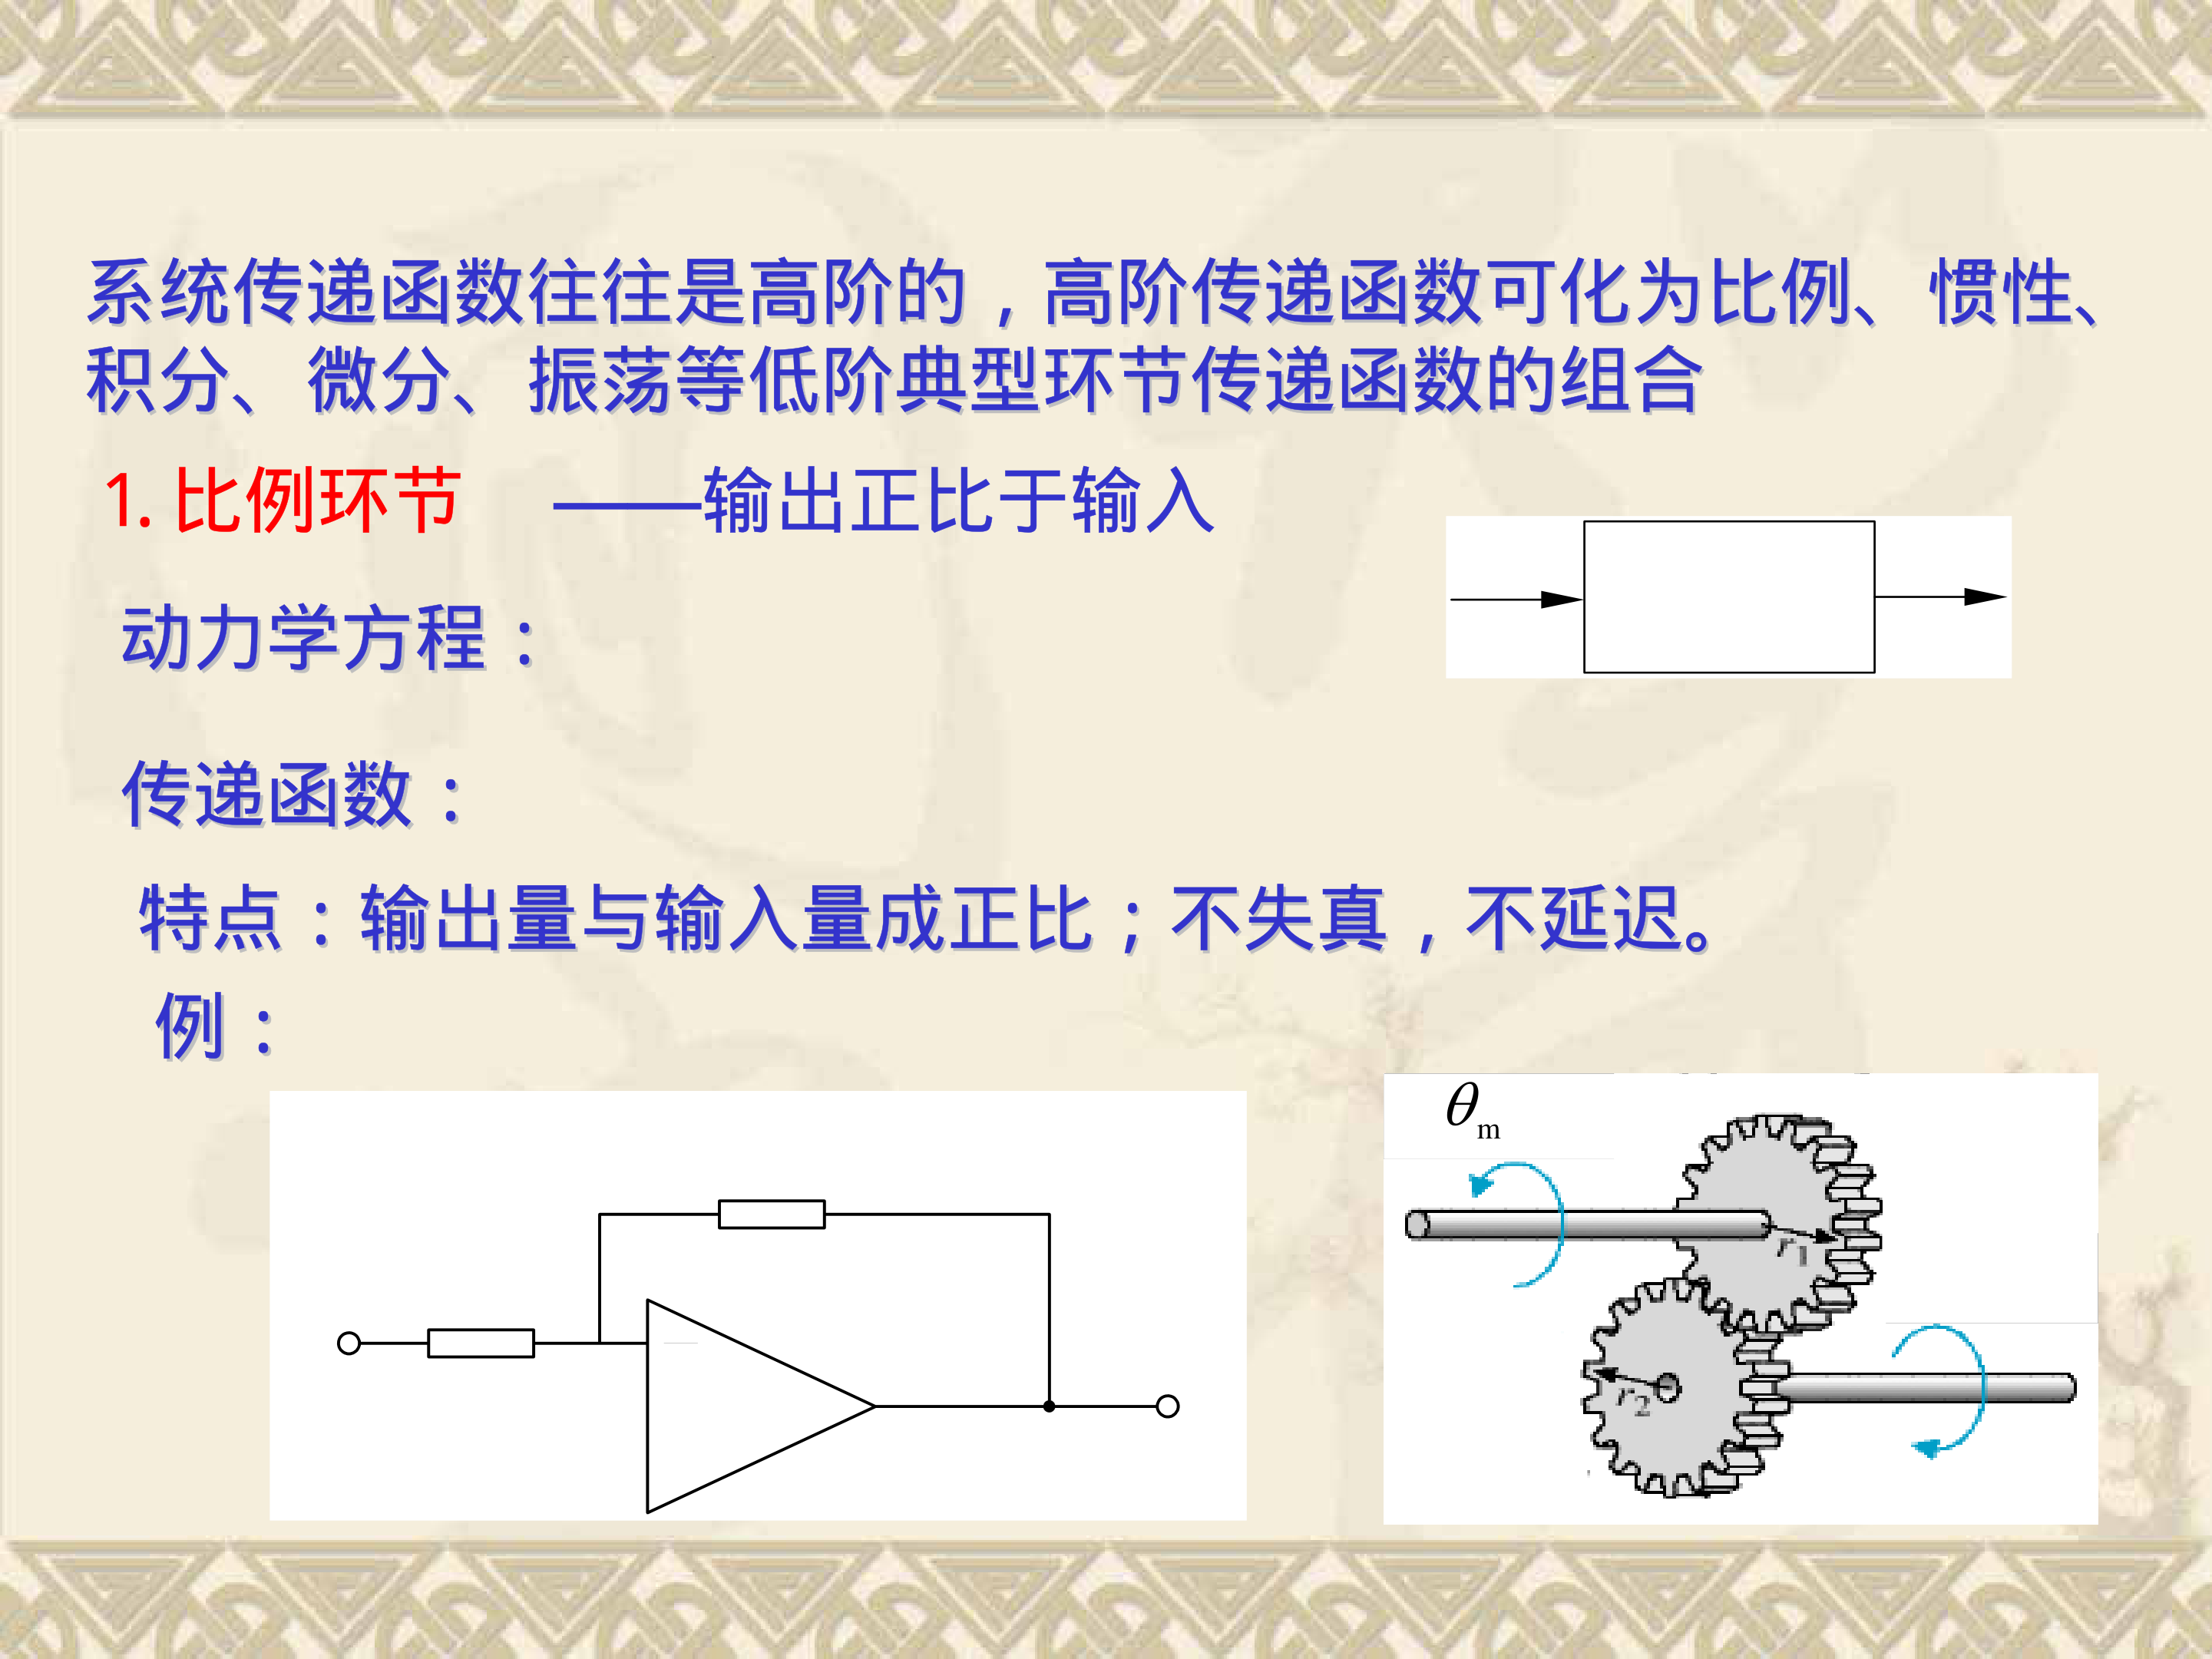 系统传递函数往往是高阶的，高阶传递函数可化为比例、惯性、
积分、微分、振荡等低阶典型环节传递函数的组合
1. 比例环节 ——输出正比于输入
动力学方程：
传递函数：
特点：输出量与输入量成正比；不失真，不延迟。
例：
θm
r1
r2